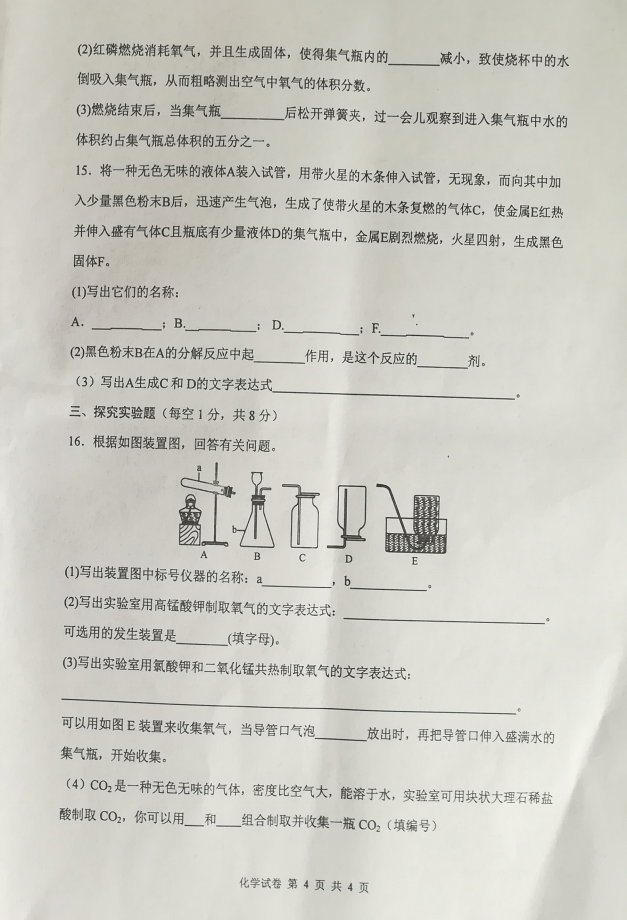 (2)红磷燃烧消耗氧气，并且生成固体，使得集气瓶内的________减小，致使烧杯中的水
倒吸入集气瓶，从而粗略测出空气中氧气的体积分数。
(3)燃烧结束后，当集气瓶__________后松开弹簧夹，过一会儿观察到进入集气瓶中水的
体积约占集气瓶总体积的五分之一。
15．将一种无色无味的液体A装入试管，用带火星的木条伸入试管，无现象，而向其中加
入少量黑色粉末B后，迅速产生气泡，生成了使带火星的木条复燃的气体C，使金属E红热
并伸入盛有气体C且瓶底有少量液体D的集气瓶中，金属E剧烈燃烧，火星四射，生成黑色
固体F。
(1)写出它们的名称：
A．___________；B.___________； D.____________；F.______________。
(2)黑色粉末B在A的分解反应中起________作用，是这个反应的________剂。
（3）写出A生成C 和 D的文字表达式______________________________________。
三、探究实验题（每空 1 分，共 8 分）
16．根据如图装置图，回答有关问题。
a
b
A B C D E
(1)写出装置图中标号仪器的名称：a___________，b____________。
(2)写出实验室用高锰酸钾制取氧气的文字表达式：________________________________。
可选用的发生装置是________(填字母)。
(3)写出实验室用氯酸钾和二氧化锰共热制取氧气的文字表达式：
________________________________________________________________________。
可以用如图 E 装置来收集氧气，当导管口气泡________放出时，再把导管口伸入盛满水的
集气瓶，开始收集。
（4）CO₂ 是一种无色无味的气体，密度比空气大，能溶于水，实验室可用块状大理石稀盐
酸制取 CO₂，你可以用___和____组合制取并收集一瓶 CO₂（填编号）
化学试卷 第 4 页 共 4 页